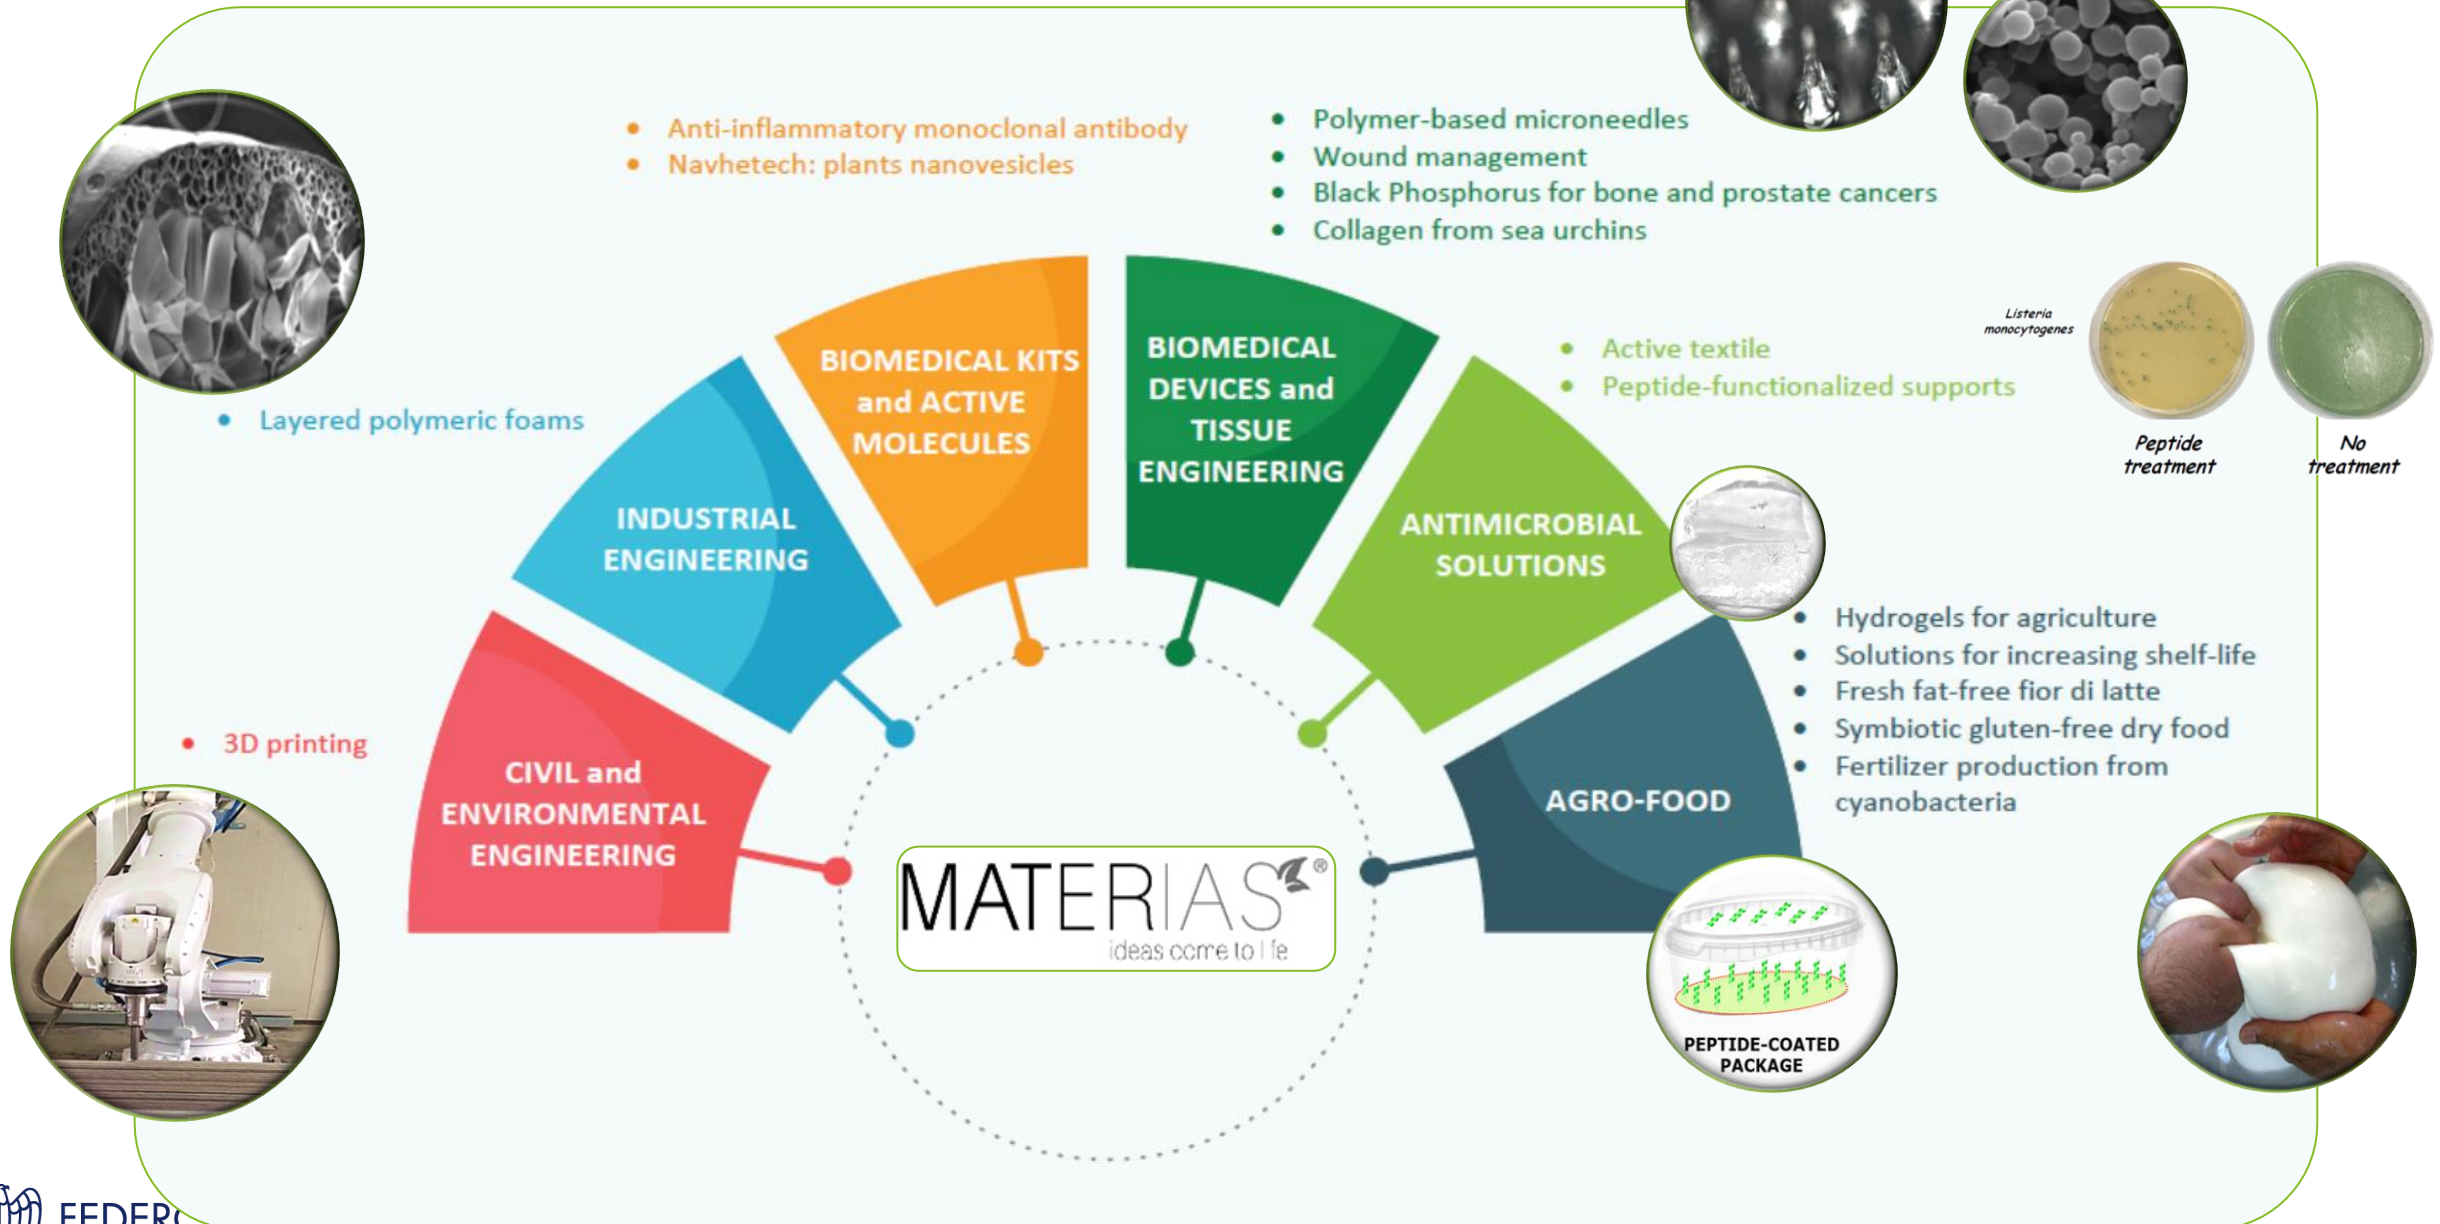 • Anti-inflammatory monoclonal antibody
• Navhetech: plants nanovesicles
• Polymer-based microneedles
• Wound management
• Black Phosphorus for bone and prostate cancers
• Collagen from sea urchins
Listeria
monocytogenes
Peptide
treatment
No
treatment
• Active textile
• Peptide-functionalized supports
• Layered polymeric foams
BIOMEDICAL KITS
and ACTIVE
MOLECULES
BIOMEDICAL
DEVICES and
TISSUE
ENGINEERING
INDUSTRIAL
ENGINEERING
ANTIMICROBIAL
SOLUTIONS
• Hydrogels for agriculture
• Solutions for increasing shelf-life
• Fresh fat-free fior di latte
• Symbiotic gluten-free dry food
• Fertilizer production from
cyanobacteria
• 3D printing
CIVIL and
ENVIRONMENTAL
ENGINEERING
AGRO-FOOD
MATERIAS®
ideas come to life
PEPTIDE-COATED
PACKAGE